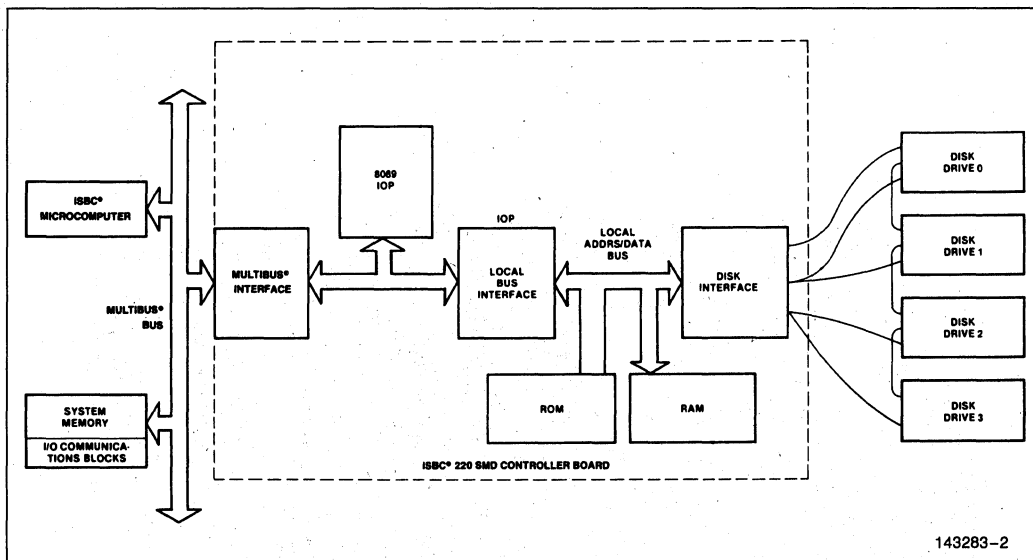 ISBC® MICROCOMPUTER
MULTIBUS® BUS
SYSTEM MEMORY
I/O COMMUNICA-
TIONS BLOCKS
MULTIBUS® INTERFACE
8089
IOP
IOP
LOCAL
BUS
INTERFACE
LOCAL
ADDRS/DATA
BUS
DISK
INTERFACE
ROM
RAM
ISBC® 220 SMD CONTROLLER BOARD
DISK
DRIVE 0
DISK
DRIVE 1
DISK
DRIVE 2
DISK
DRIVE 3
143283-2